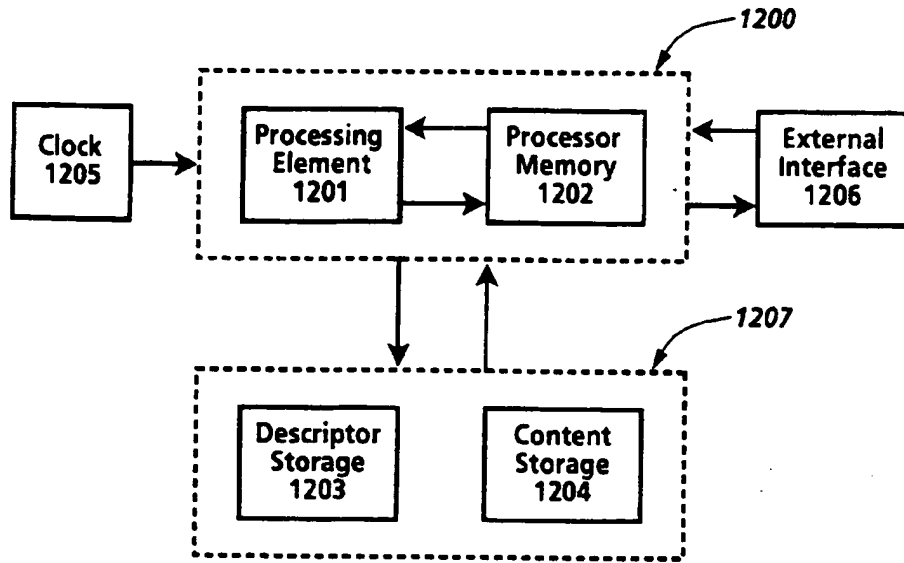 1200
Clock
1205
Processing
Element
1201
Processor
Memory
1202
External
Interface
1206
1207
Descriptor
Storage
1203
Content
Storage
1204